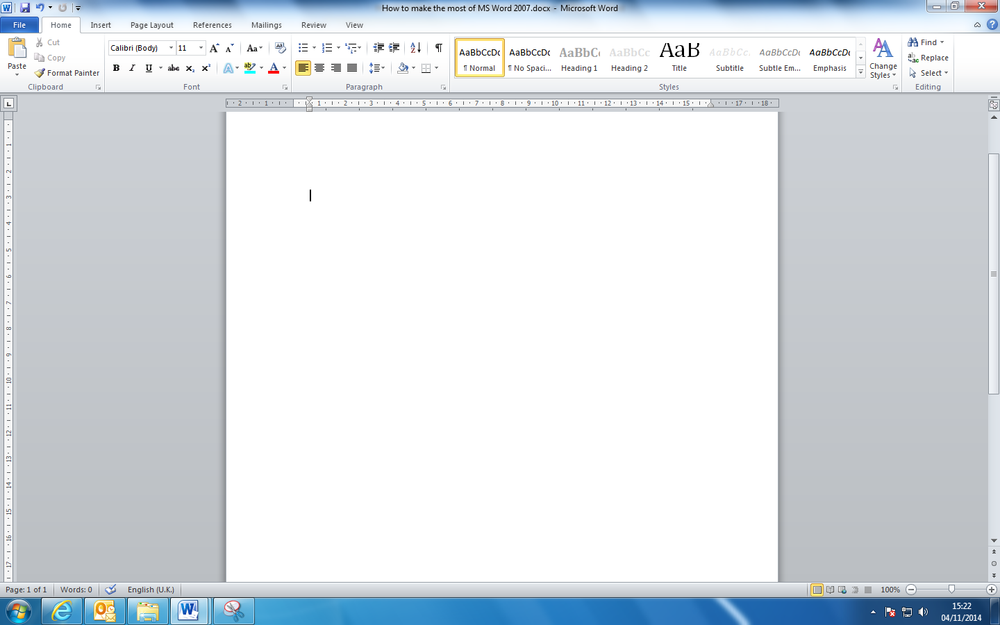 How to make the most of MS Word 2007.docx - Microsoft Word
File Home Insert Page Layout References Mailings Review View
Paste
Cut
Copy
Format Painter
Clipboard
Calibri (Body) 11
Font
Paragraph
AaBbCcDc AaBbCcDc AaBbCc AaBbCc AaB AaBbCc. AaBbCcDc AaBbCcDc
¶ Normal ¶ No Spaci... Heading 1 Heading 2 Title Subtitle Subtle Em... Emphasis
Styles
Change
Styles
Find
Replace
Select
Editing
2 1 1 2 3 4 5 6 7 8 9 10 11 12 13 14 15 17 18
1
2
3
4
5
6
7
8
9
10
11
12
13
14
15
16
17
Page: 1 of 1 Words: 0 English (U.K.) 100%
15:22
04/11/2014